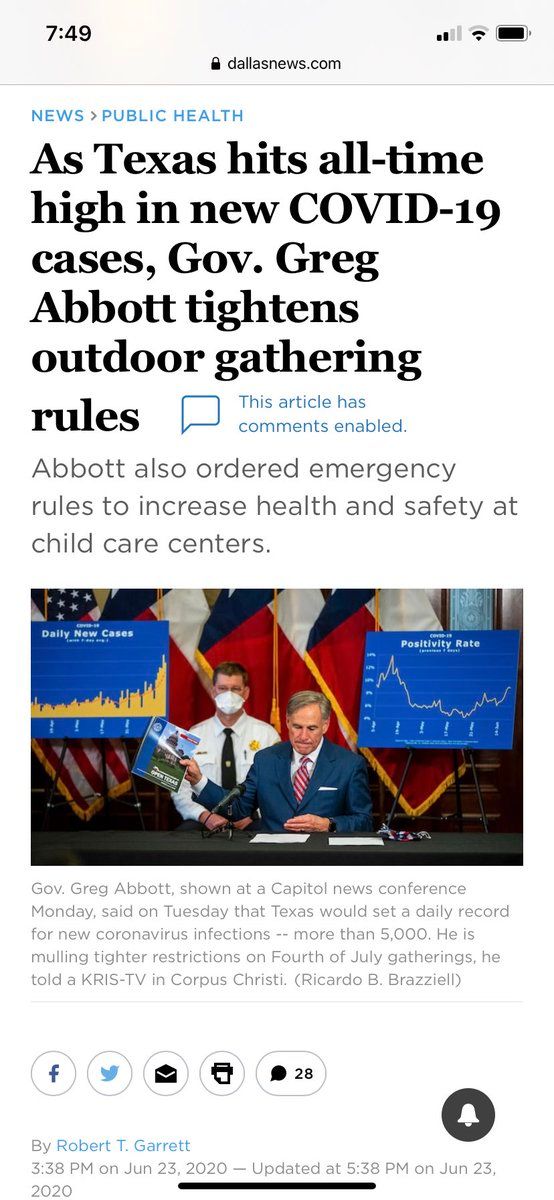 7:49
dallasnews.com
NEWS > PUBLIC HEALTH
As Texas hits all-time
high in new COVID-19
cases, Gov. Greg
Abbott tightens
outdoor gathering
rules
This article has
comments enabled.
Abbott also ordered emergency
rules to increase health and safety at
child care centers.
COVID-19
Daily New Cases
COVID-19
Positivity Rate
(previous 7 days)
OPEN TEXAS
Gov. Greg Abbott, shown at a Capitol news conference
Monday, said on Tuesday that Texas would set a daily record
for new coronavirus infections -- more than 5,000. He is
mulling tighter restrictions on Fourth of July gatherings, he
told a KRIS-TV in Corpus Christi. (Ricardo B. Brazziell)
28
By Robert T. Garrett
3:38 PM on Jun 23, 2020 — Updated at 5:38 PM on Jun 23,
2020